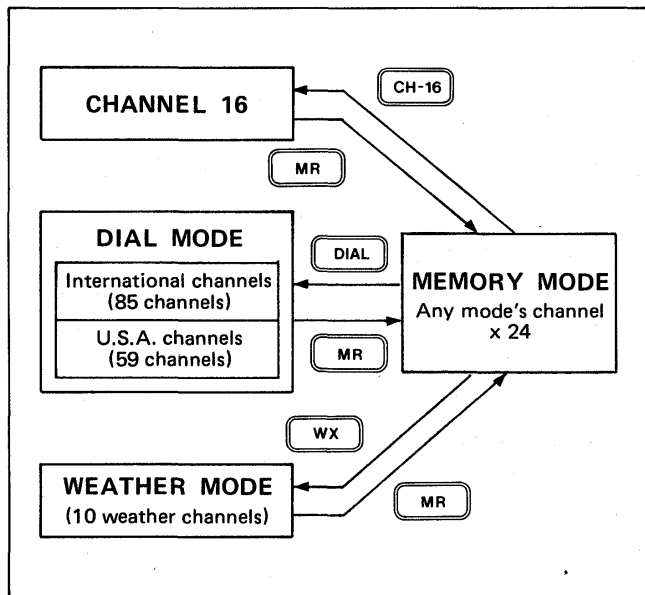 CHANNEL 16
CH-16
MR
DIAL MODE
International channels
(85 channels)
U.S.A. channels
(59 channels)
DIAL
MR
MEMORY MODE
Any mode's channel
x 24
WX
WEATHER MODE
(10 weather channels)
MR